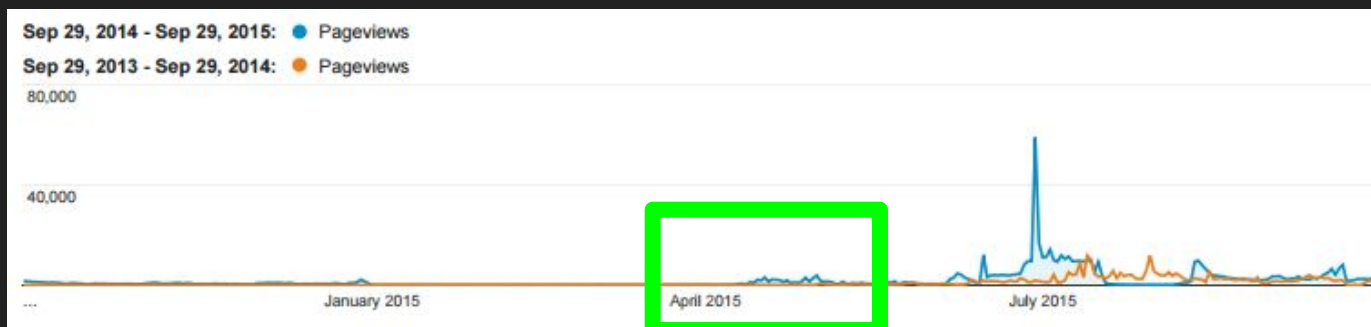 Sep 29, 2014 - Sep 29, 2015: Pageviews
Sep 29, 2013 - Sep 29, 2014: Pageviews
80,000
40,000
... January 2015 April 2015 July 2015